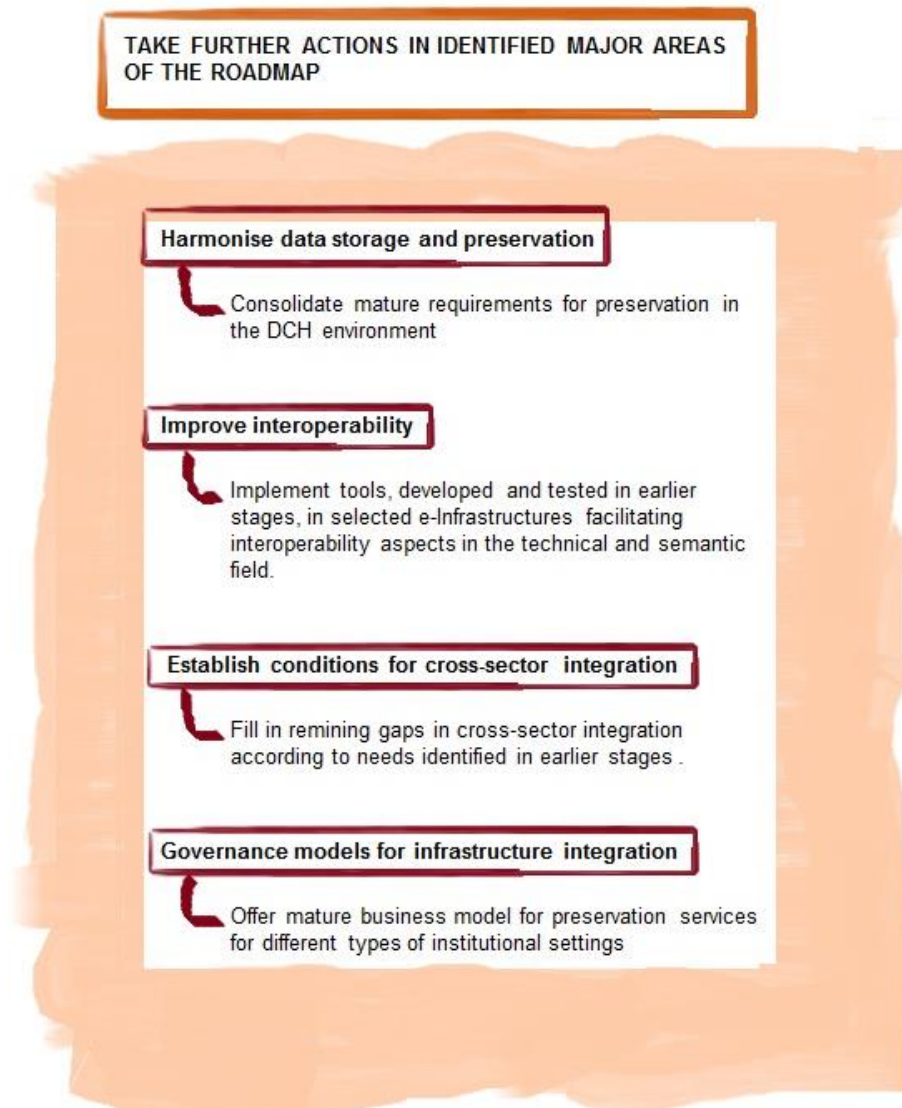 TAKE FURTHER ACTIONS IN IDENTIFIED MAJOR AREAS
OF THE ROADMAP
Harmonise data storage and preservation
Consolidate mature requirements for preservation in
the DCH environment
Improve interoperability
Implement tools, developed and tested in earlier
stages, in selected e-Infrastructures facilitating
interoperability aspects in the technical and semantic
field.
Establish conditions for cross-sector integration
Fill in remining gaps in cross-sector integration
according to needs identified in earlier stages .
Governance models for infrastructure integration
Offer mature business model for preservation services
for different types of institutional settings